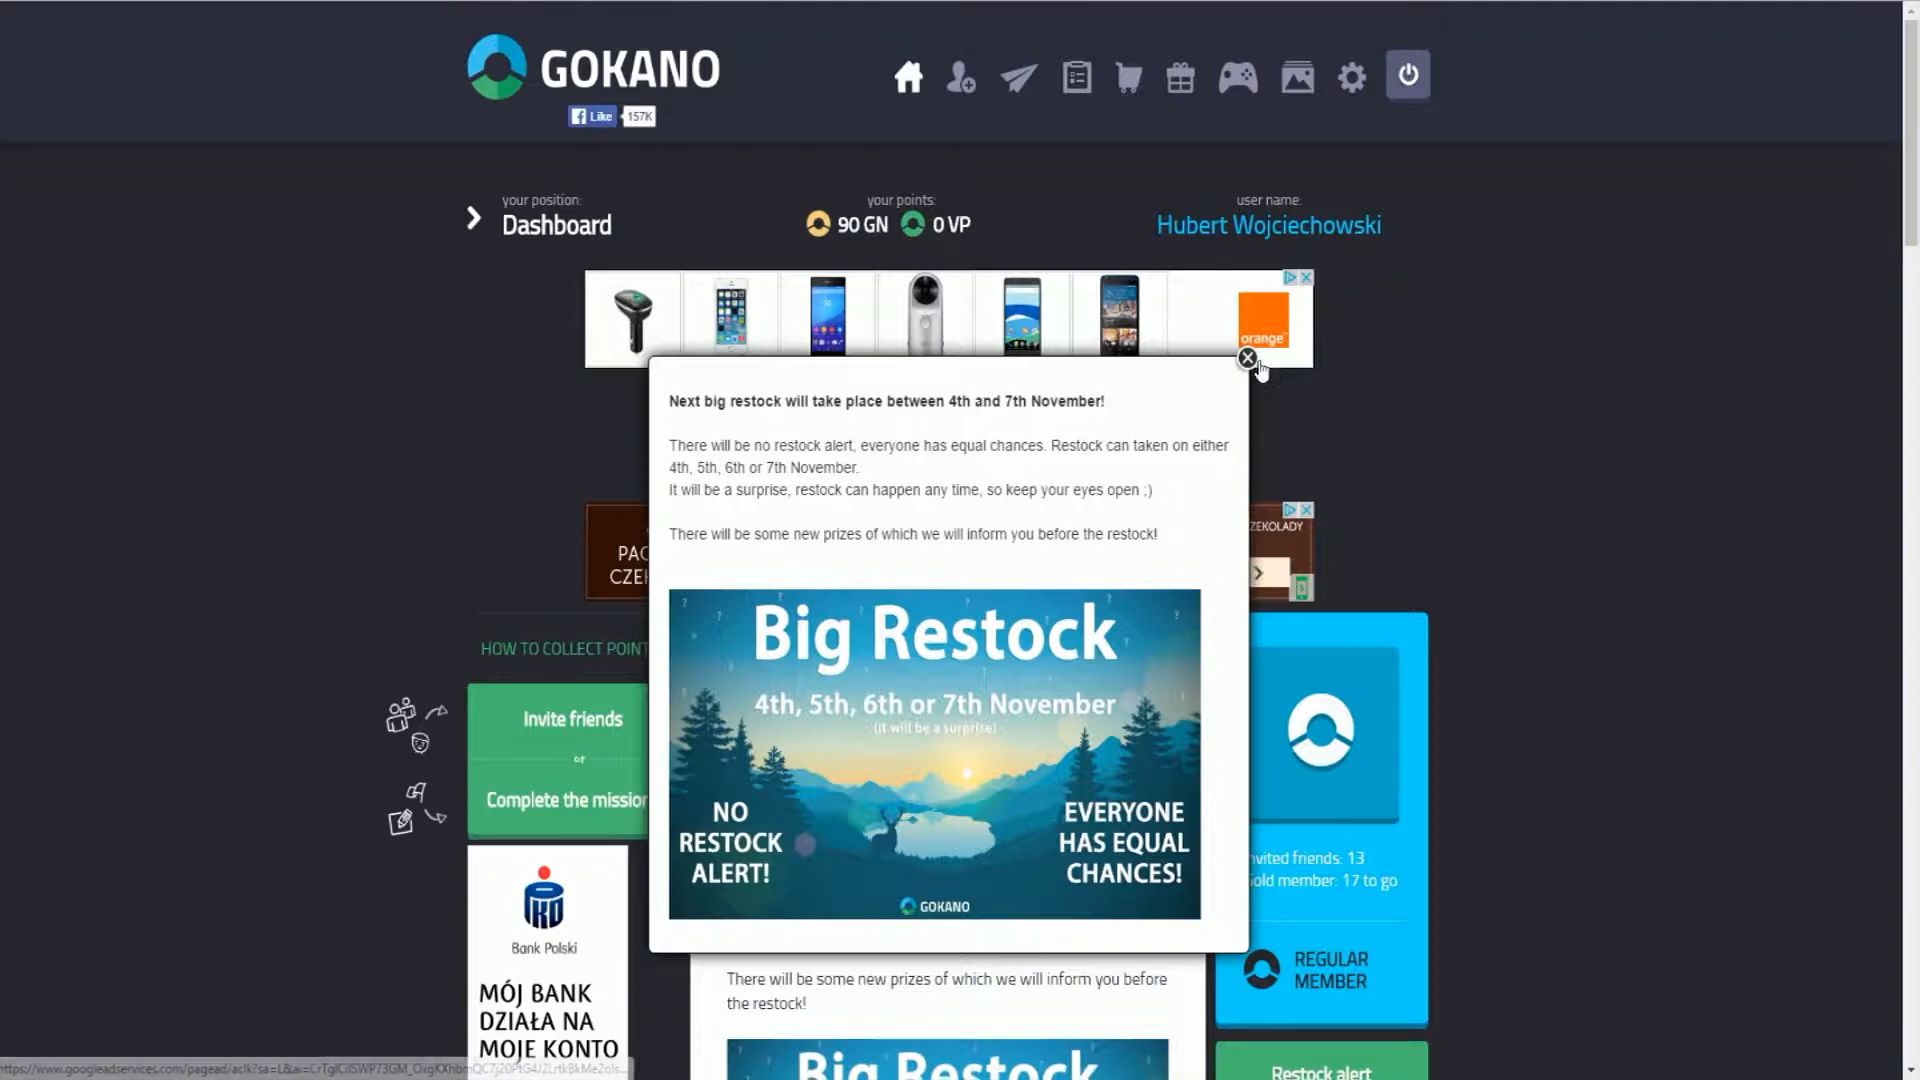 GOKANO
Like 157K
your position:
Dashboard
your points:
90 GN 0 VP
user name:
Hubert Wojciechowski
orange
Next big restock will take place between 4th and 7th November!
There will be no restock alert, everyone has equal chances. Restock can taken on either
4th, 5th, 6th or 7th November.
It will be a surprise, restock can happen any time, so keep your eyes open ;)
There will be some new prizes of which we will inform you before the restock!
Big Restock
4th, 5th, 6th or 7th November
(it will be a surprise)
NO
RESTOCK
ALERT!
EVERYONE
HAS EQUAL
CHANCES!
GOKANO
HOW TO COLLECT POINT
Invite friends
or
Complete the mission
Bank Polski
MÓJ BANK
DZIAŁA NA
MOJE KONTO
nvited friends: 13
Gold member: 17 to go
REGULAR
MEMBER
There will be some new prizes of which we will inform you before
the restock!
Big Restock
Restock alert